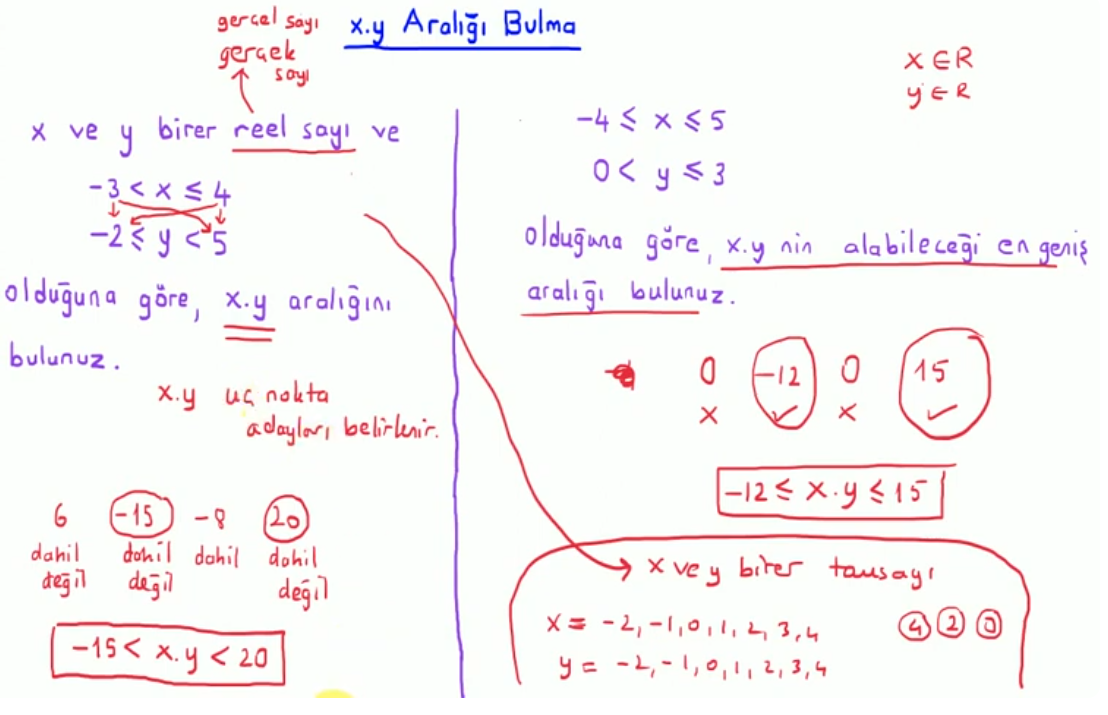 x.y Aralığı Bulma
gerçel sayı
gerçek
sayı
x ve y birer reel sayı ve
-3 < x ≤ 4
-2 ≤ y < 5
olduğuna göre, x.y aralığını
bulunuz.
x.y uç nokta
adayları belirlenir.
6 -15 -8 20
dahil değil
dahil değil
dahil
dahil değil
-15 < x.y < 20
x ∈ R
y ∈ R
-4 ≤ x ≤ 5
0 < y ≤ 3
olduğuna göre, x.y nin alabileceği en geniş
aralığı bulunuz.
0 -12 0 15
x ✓ x ✓
-12 ≤ x.y ≤ 15
x ve y birer tamsayı
x = -2, -1, 0, 1, 2, 3, 4
y = -2, -1, 0, 1, 2, 3, 4
4 2 0